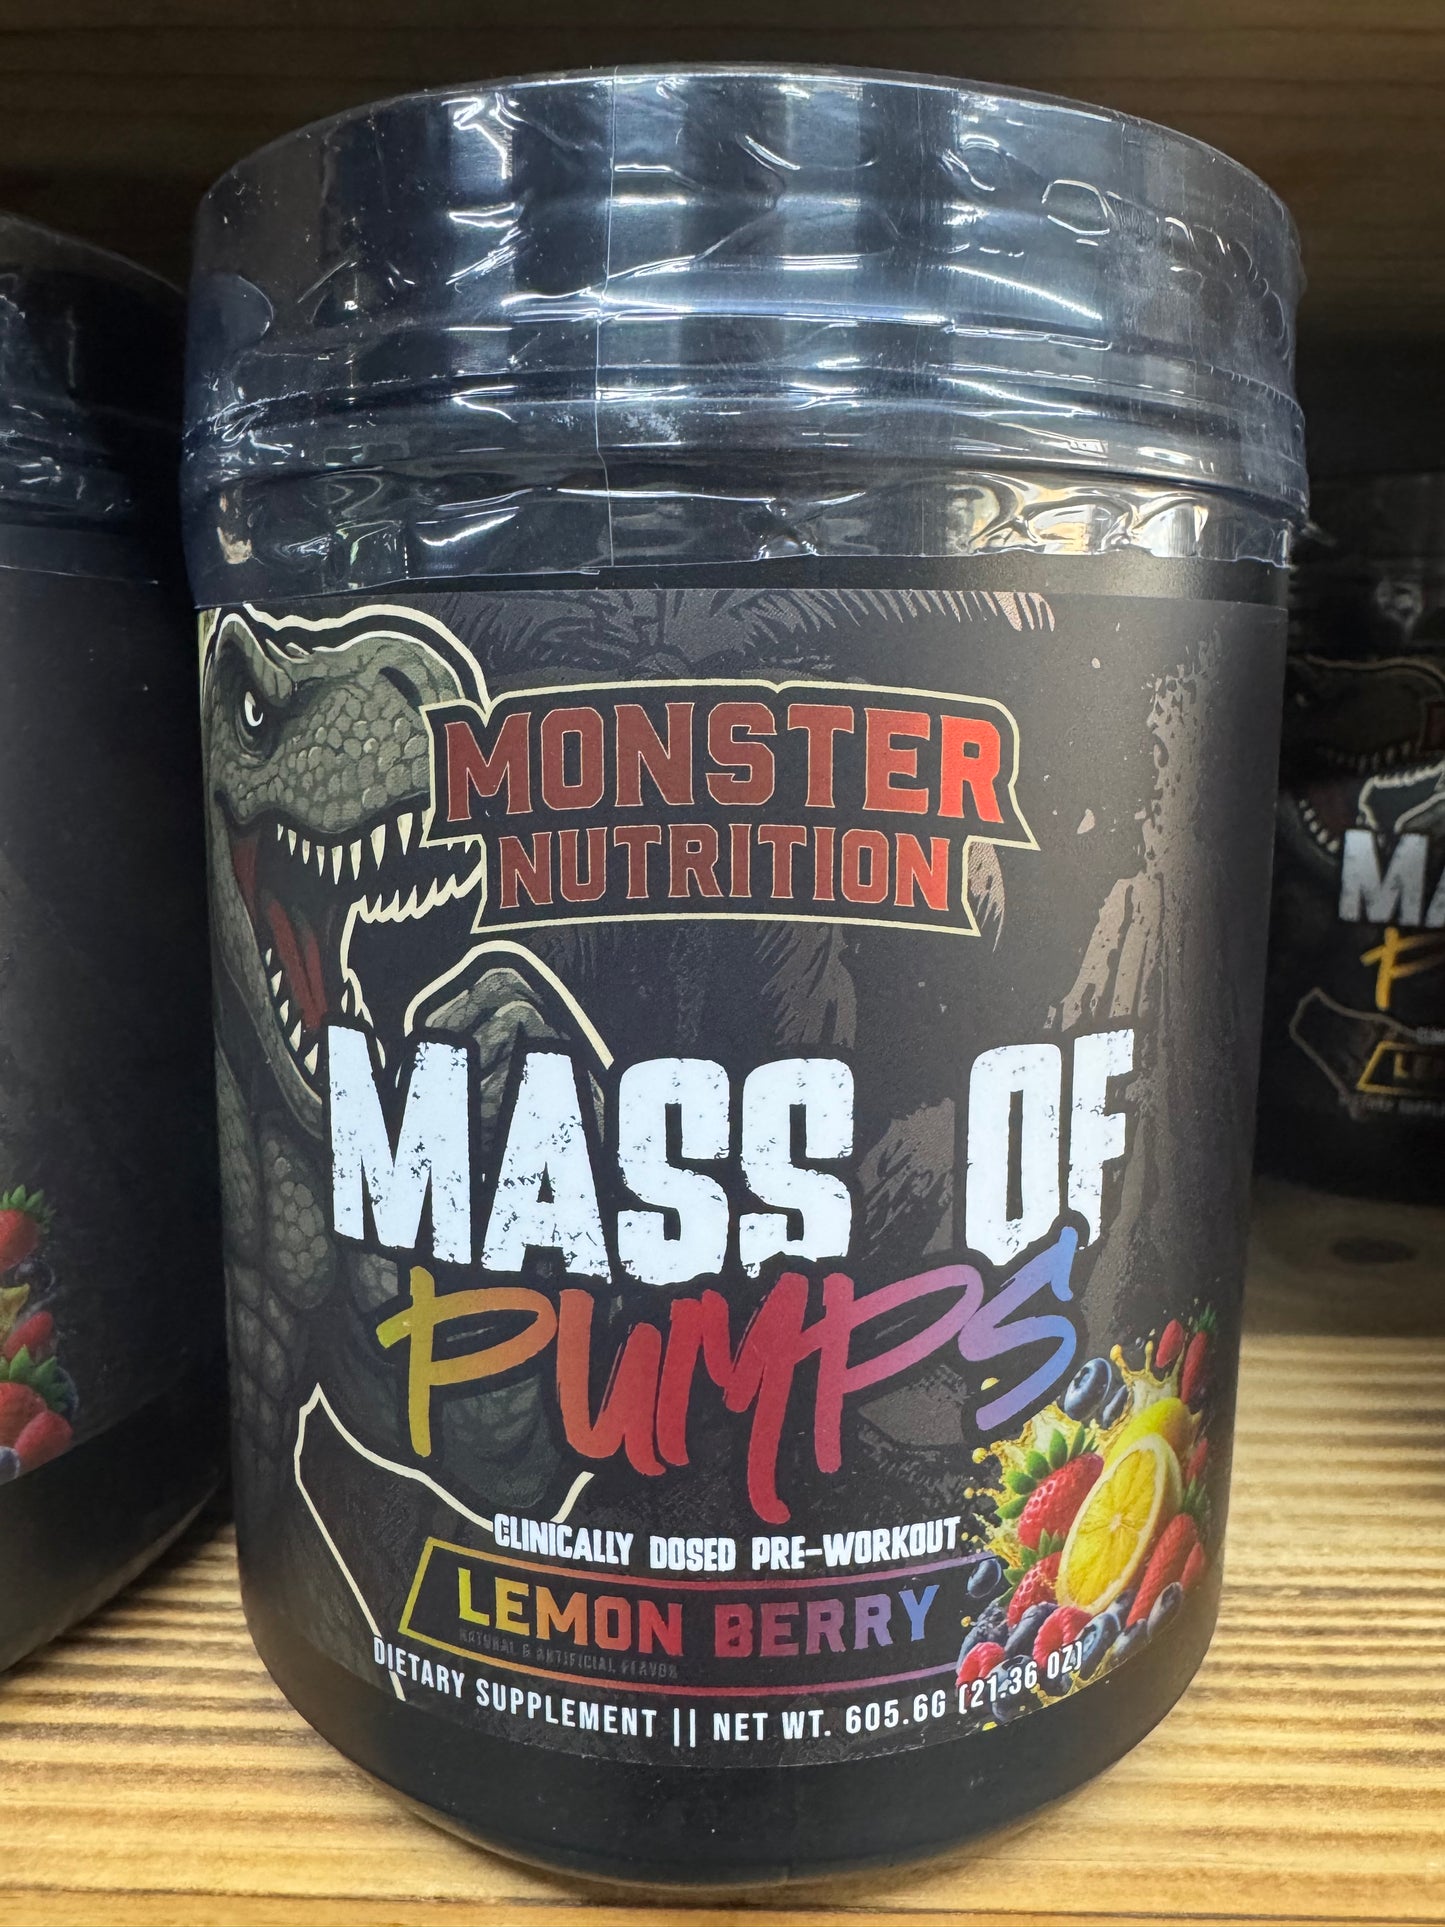 MONSTER
NUTRITION
MASS OF
PUMPS
CLINICALLY DOSED PRE-WORKOUT
LEMON BERRY
NATURAL & ARTIFICIAL FLAVOR
DIETARY SUPPLEMENT || NET WT. 605.6G (21.36 OZ)